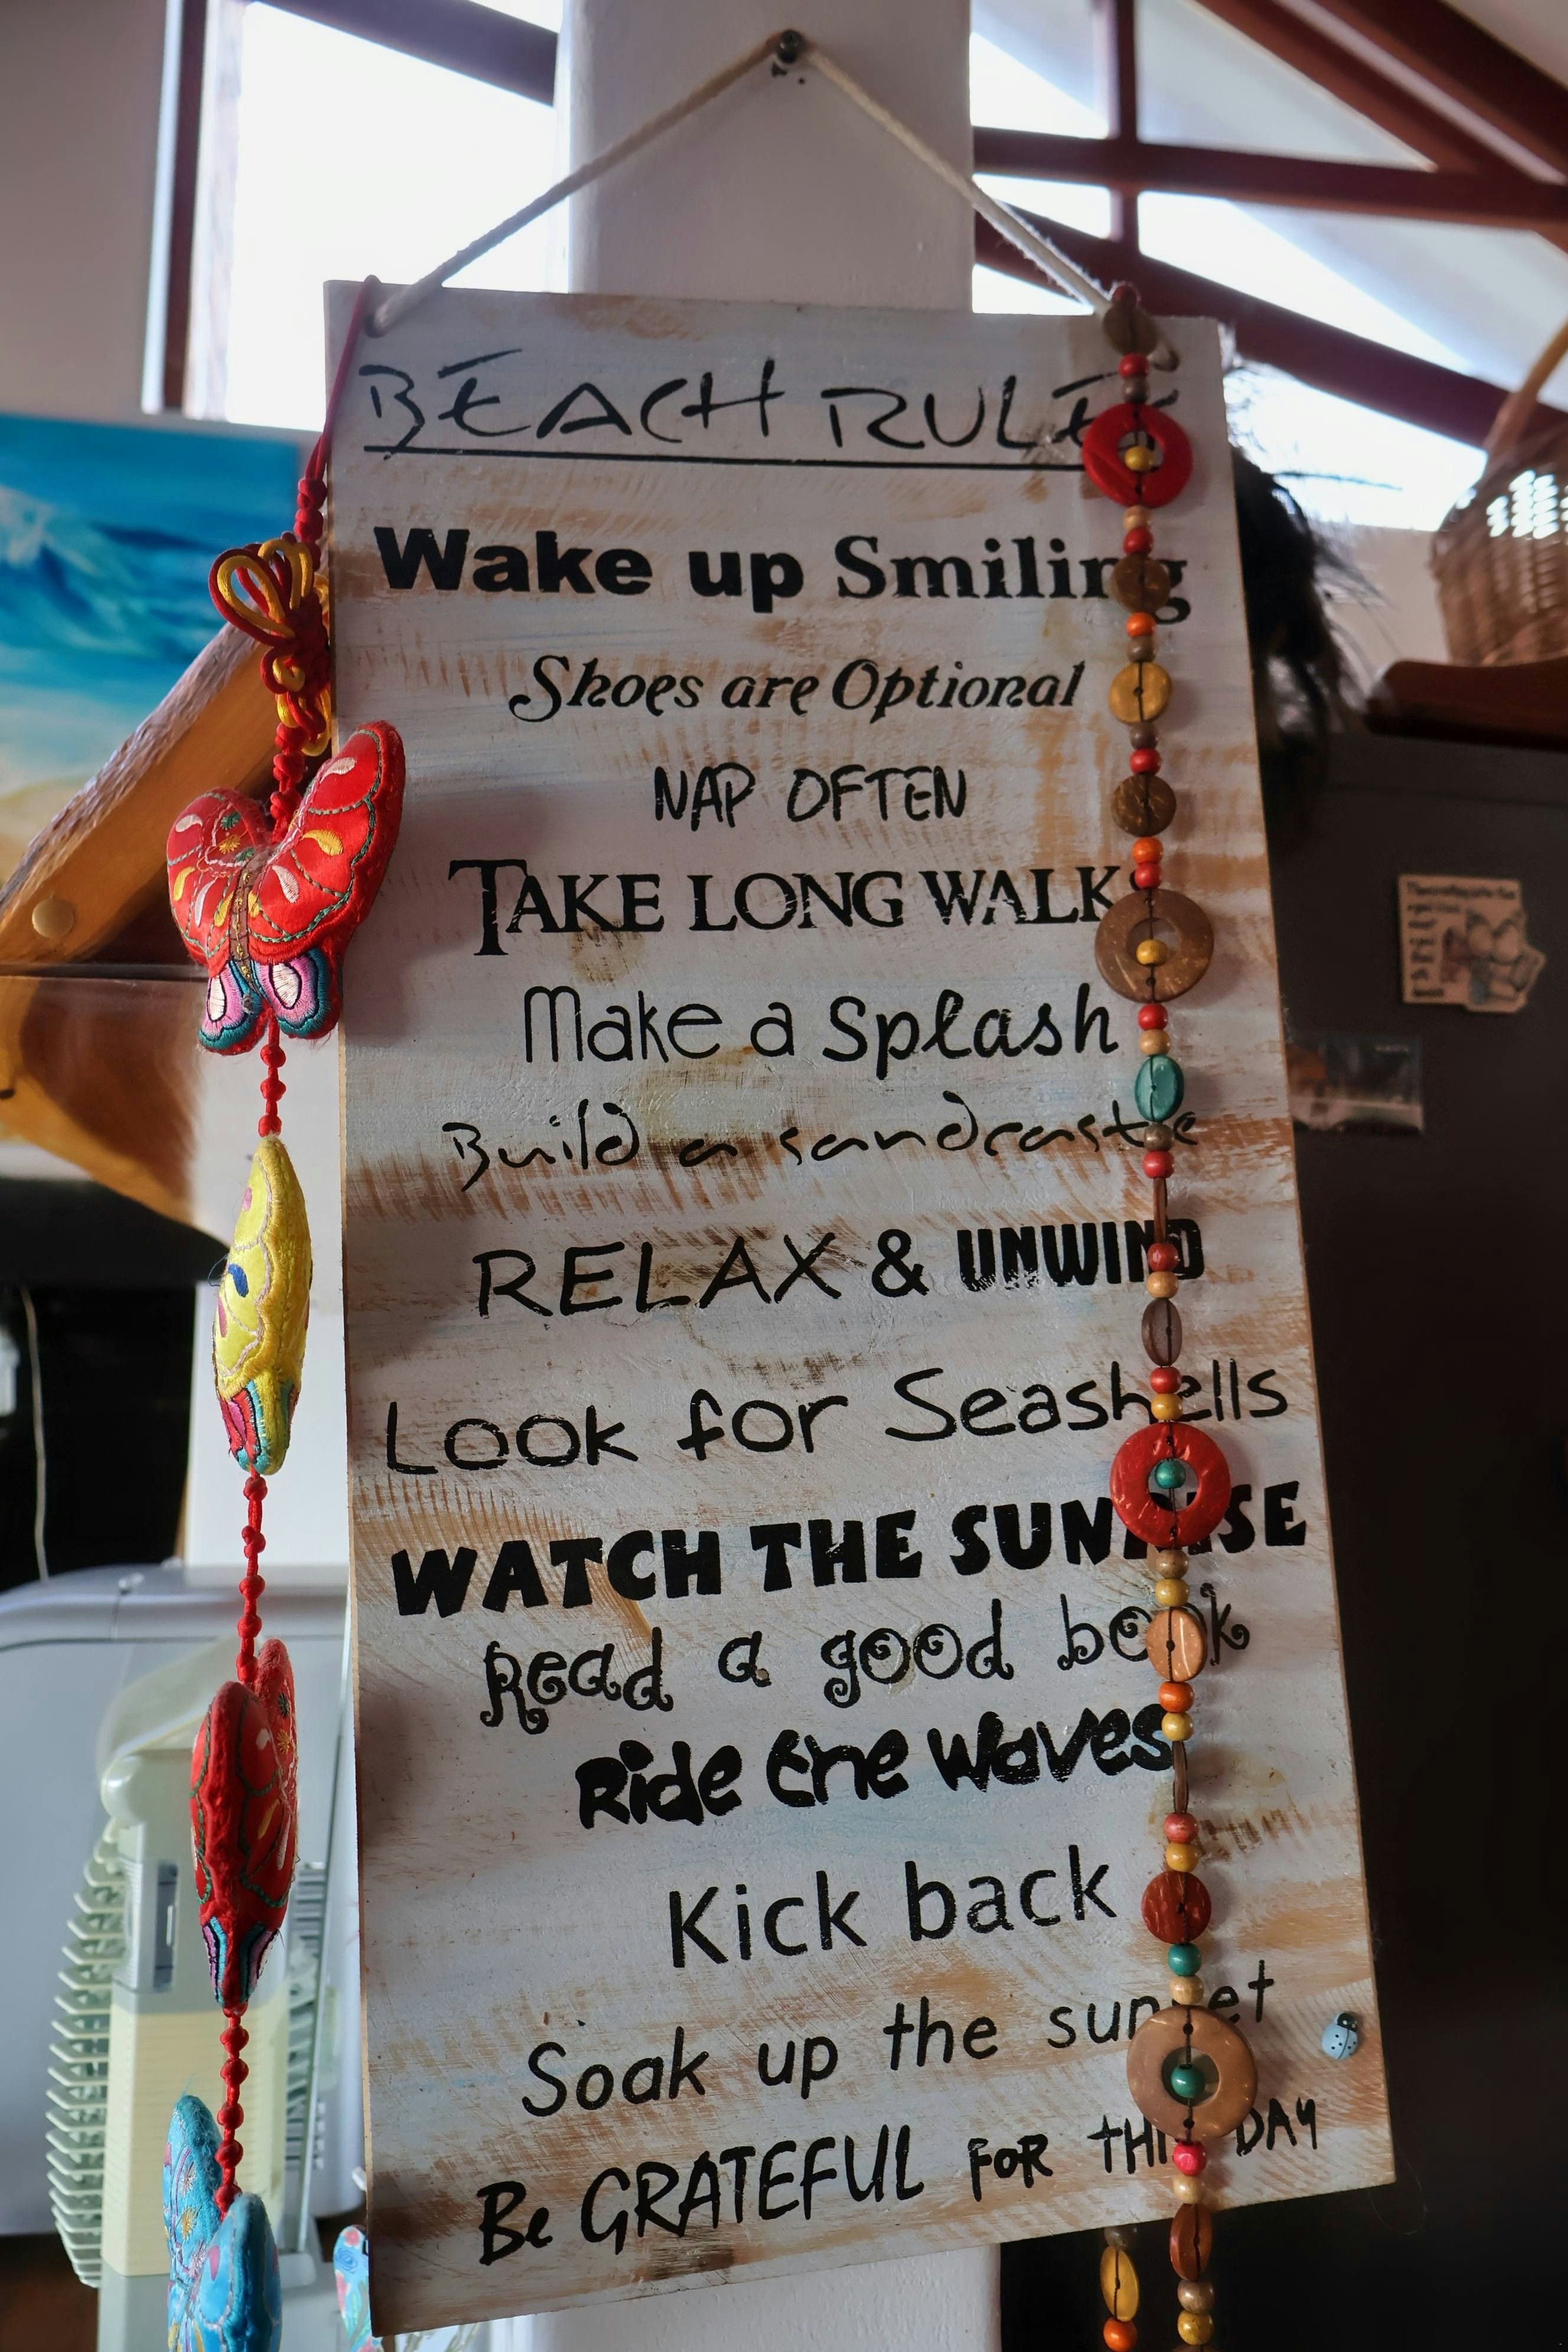 BEACH RULES
Wake up Smiling
Shoes are Optional
NAP OFTEN
TAKE LONG WALKS
Make a Splash
Build a sandcastle
RELAX & UNWIND
Look for Seashells
WATCH THE SUNRISE
Read a good book
Ride the waves
Kick back
Soak up the sunset
Be GRATEFUL FOR THIS DAY